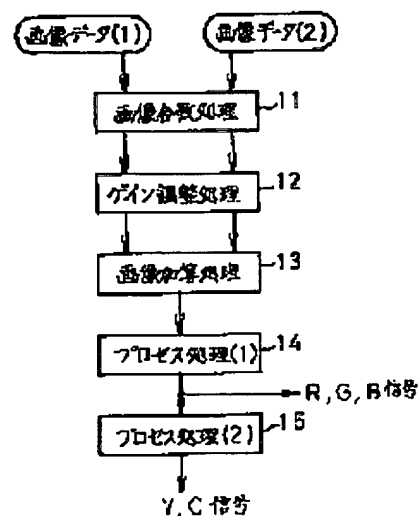 画像データ(1) 画像データ(2)
画像合致処理 11
ゲイン調整処理 12
画像加算処理 13
プロセス処理(1) 14
R,G,B信号
プロセス処理(2) 15
Y,C 信号